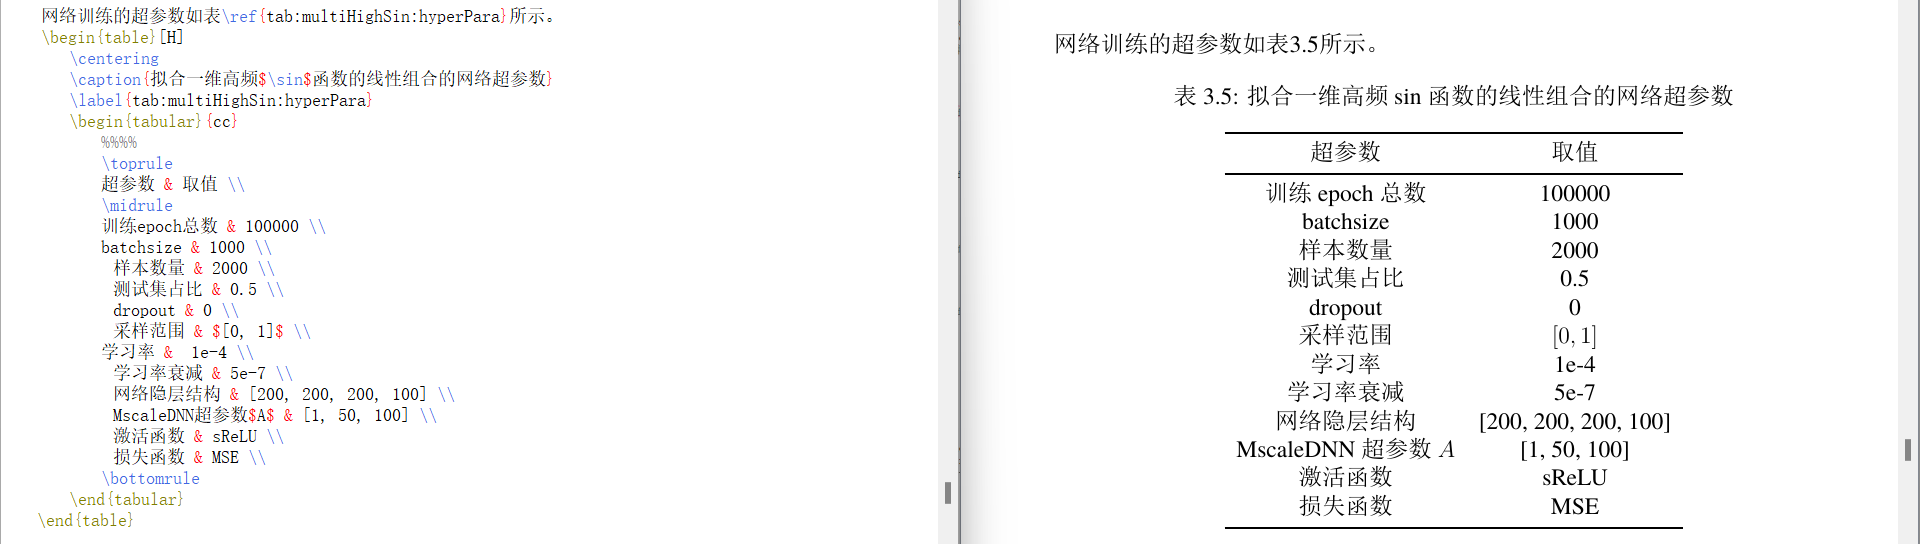 网络训练的超参数如表\ref{tab:multiHighSin:hyperPara}所示。
\begin{table}[H]
\centering
\caption{拟合一维高频$\sin$函数的线性组合的网络超参数}
\label{tab:multiHighSin:hyperPara}
\begin{tabular}{cc}
%%%%
\toprule
超参数 & 取值 \\
\midrule
训练epoch总数 & 100000 \\
batchsize & 1000 \\
样本数量 & 2000 \\
测试集占比 & 0.5 \\
dropout & 0 \\
采样范围 & $[0, 1]$ \\
学习率 & 1e-4 \\
学习率衰减 & 5e-7 \\
网络隐层结构 & [200, 200, 200, 100] \\
MscaleDNN超参数$A$ & [1, 50, 100] \\
激活函数 & sReLU \\
损失函数 & MSE \\
\bottomrule
\end{tabular}
\end{table}
网络训练的超参数如表3.5所示。
表 3.5: 拟合一维高频 sin 函数的线性组合的网络超参数
超参数 取值
训练 epoch 总数 100000
batchsize 1000
样本数量 2000
测试集占比 0.5
dropout 0
采样范围 [0, 1]
学习率 1e-4
学习率衰减 5e-7
网络隐层结构 [200, 200, 200, 100]
MscaleDNN 超参数 A [1, 50, 100]
激活函数 sReLU
损失函数 MSE